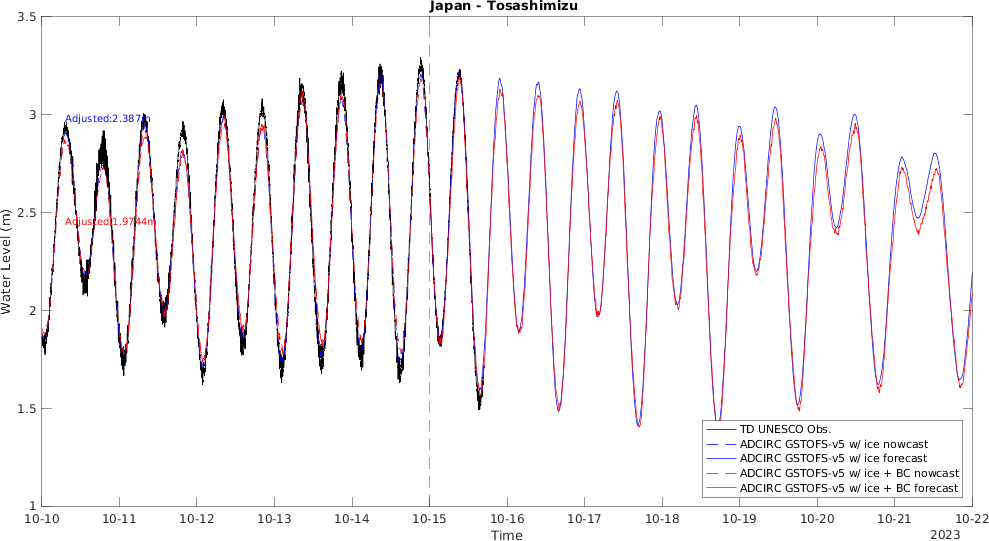 Japan - Tosashimizu
3.5
3
2.5
2
1.5
1
Water Level (m)
Adjusted:2.387m
Adjusted:1.9744m
TD UNESCO Obs.
ADCIRC GSTOFS-v5 w/ ice nowcast
ADCIRC GSTOFS-v5 w/ ice forecast
ADCIRC GSTOFS-v5 w/ ice + BC nowcast
ADCIRC GSTOFS-v5 w/ ice + BC forecast
10-10 10-11 10-12 10-13 10-14 10-15 10-16 10-17 10-18 10-19 10-20 10-21 10-22
Time
2023